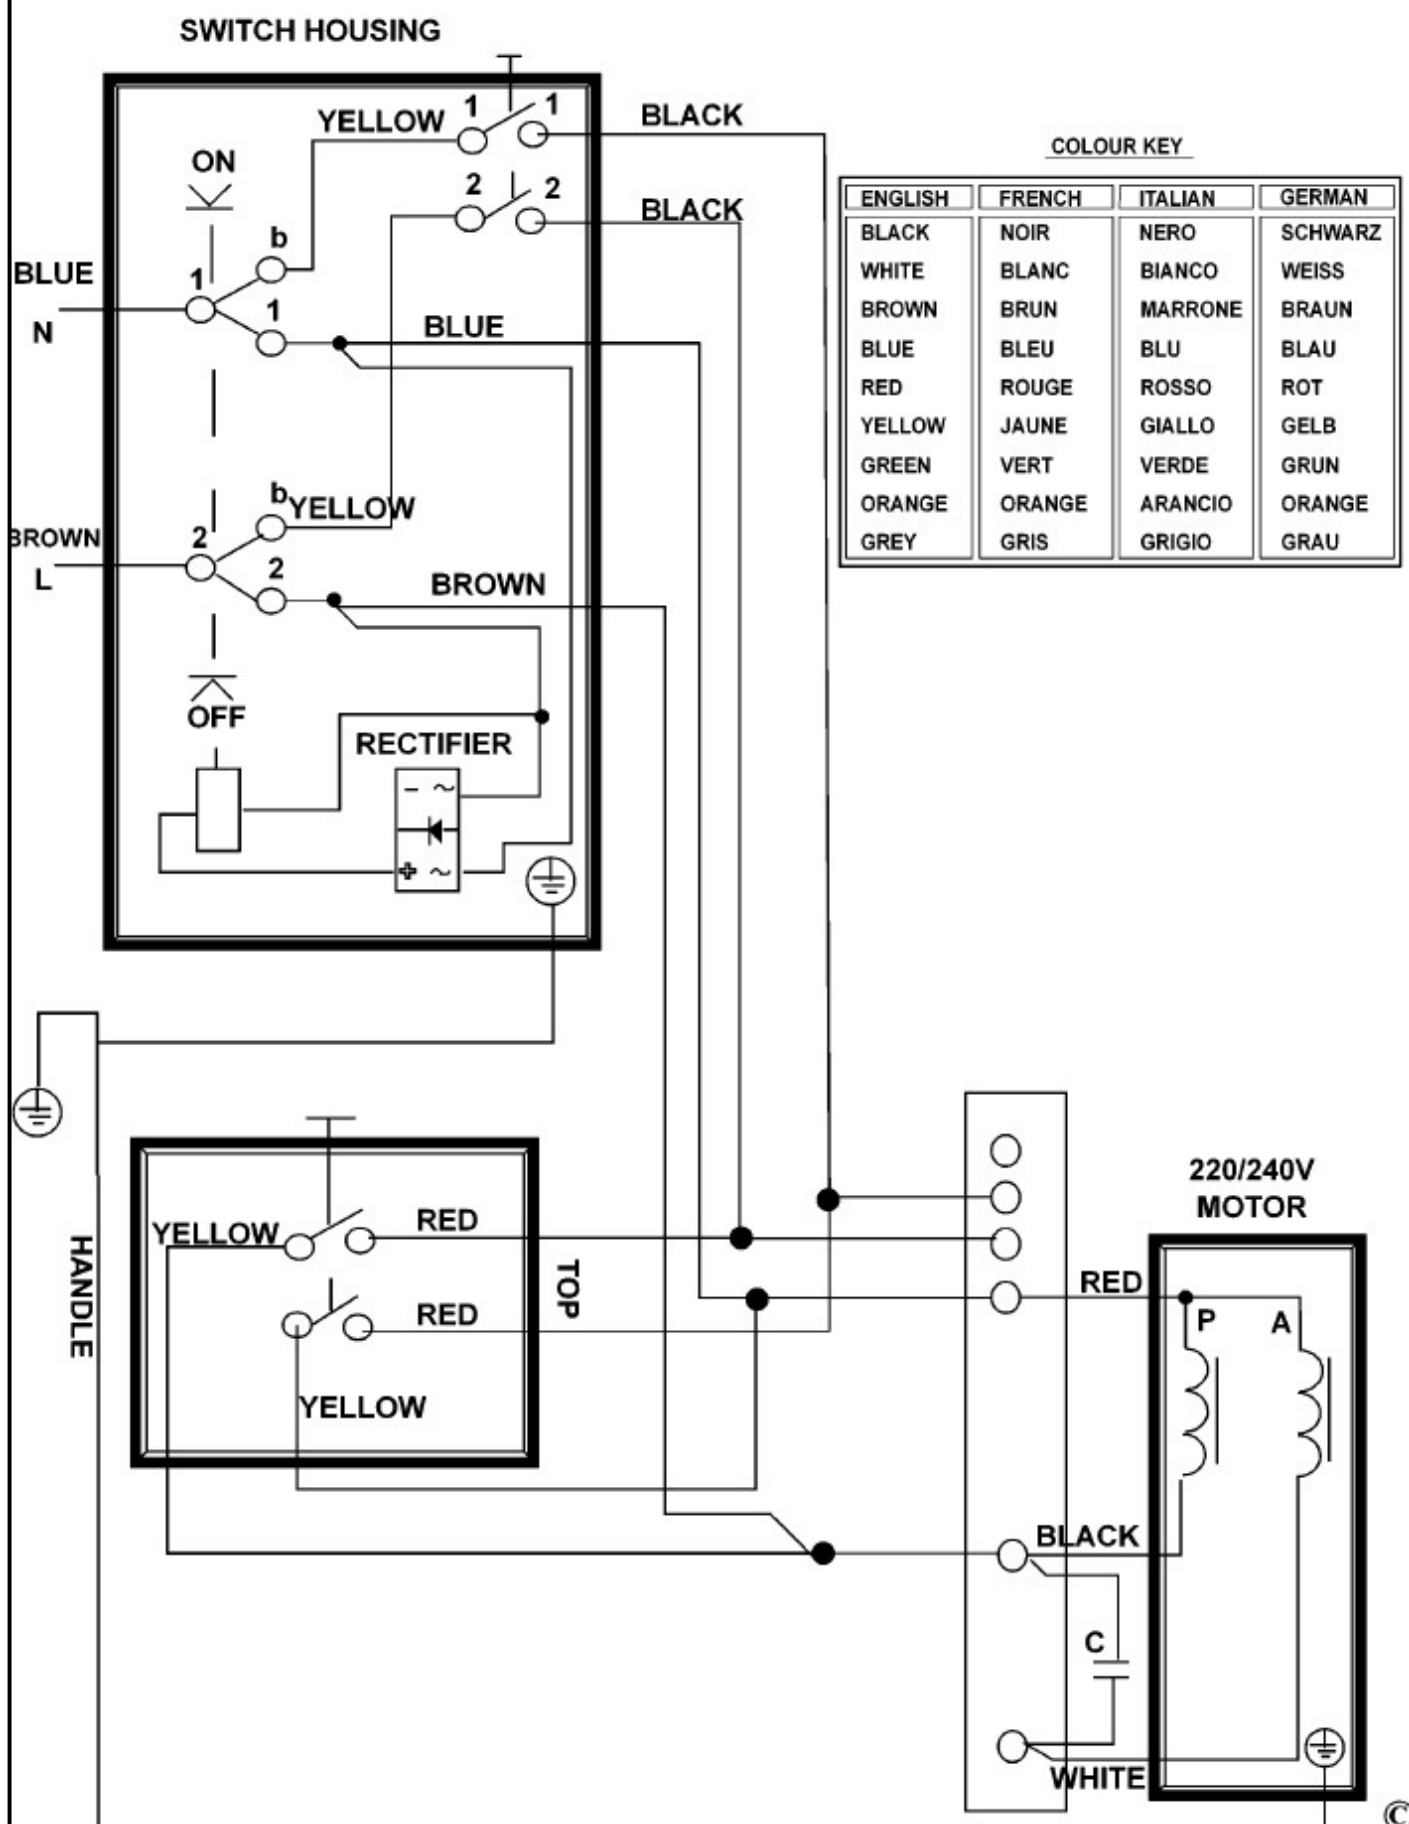 SWITCH HOUSING
1 1
YELLOW
BLACK
ON
2 2
BLACK
COLOUR KEY
ENGLISH FRENCH ITALIAN GERMAN
BLACK NOIR NERO SCHWARZ
WHITE BLANC BIANCO WEISS
BROWN BRUN MARRONE BRAUN
BLUE BLEU BLU BLAU
RED ROUGE ROSSO ROT
YELLOW JAUNE GIALLO GELB
GREEN VERT VERDE GRUN
ORANGE ORANGE ARANCIO ORANGE
GREY GRIS GRIGIO GRAU
b
BLUE
1
N
1
BLUE
b
YELLOW
BROWN
2
L
2
BROWN
OFF
RECTIFIER
- ~
+ ~
220/240V
MOTOR
YELLOW
RED
HANDLE
TOP
RED
RED
P A
YELLOW
BLACK
C
WHITE
©